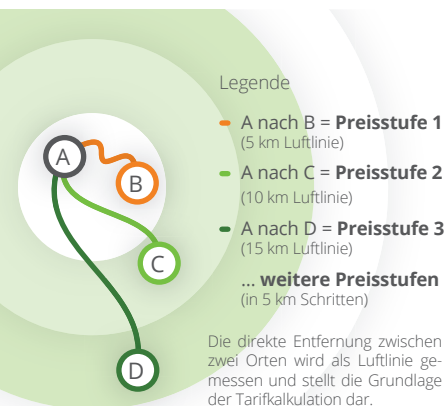 Legende
A nach B = Preisstufe 1
(5 km Luftlinie)
A nach C = Preisstufe 2
(10 km Luftlinie)
A nach D = Preisstufe 3
(15 km Luftlinie)
... weitere Preisstufen
(in 5 km Schritten)
A
B
C
D
Die direkte Entfernung zwischen
zwei Orten wird als Luftlinie ge-
messen und stellt die Grundlage
der Tarifkalkulation dar.